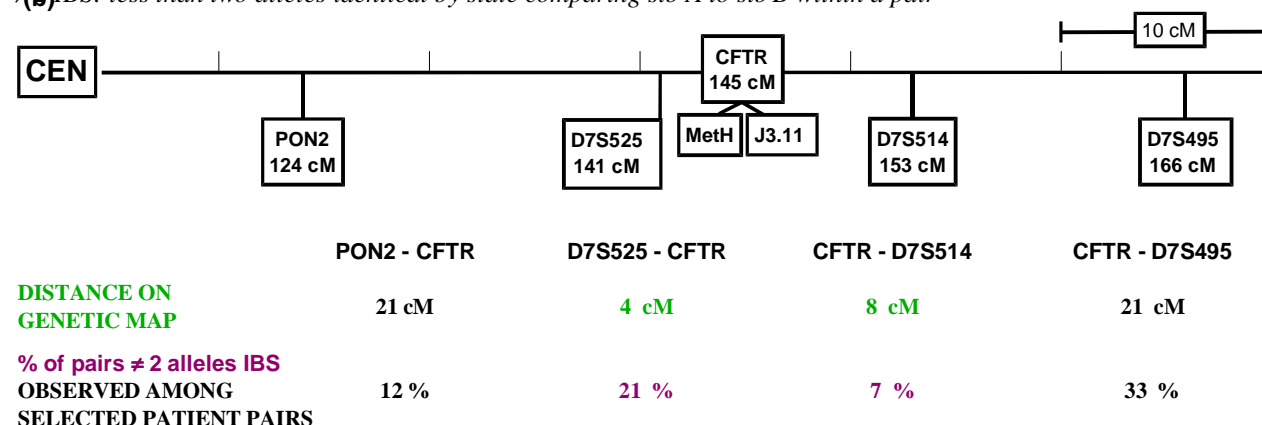 ≠ IBS: less than two alleles identical by state comparing sib A to sib B within a pair
(b)
10 cM
CEN
CFTR
145 cM
PON2
124 cM
D7S525
141 cM
MetH
J3.11
D7S514
153 cM
D7S495
166 cM
PON2 - CFTR D7S525 - CFTR CFTR - D7S514 CFTR - D7S495
DISTANCE ON
GENETIC MAP
21 cM 4 cM 8 cM 21 cM
% of pairs ≠ 2 alleles IBS
OBSERVED AMONG
SELECTED PATIENT PAIRS
12 % 21 % 7 % 33 %